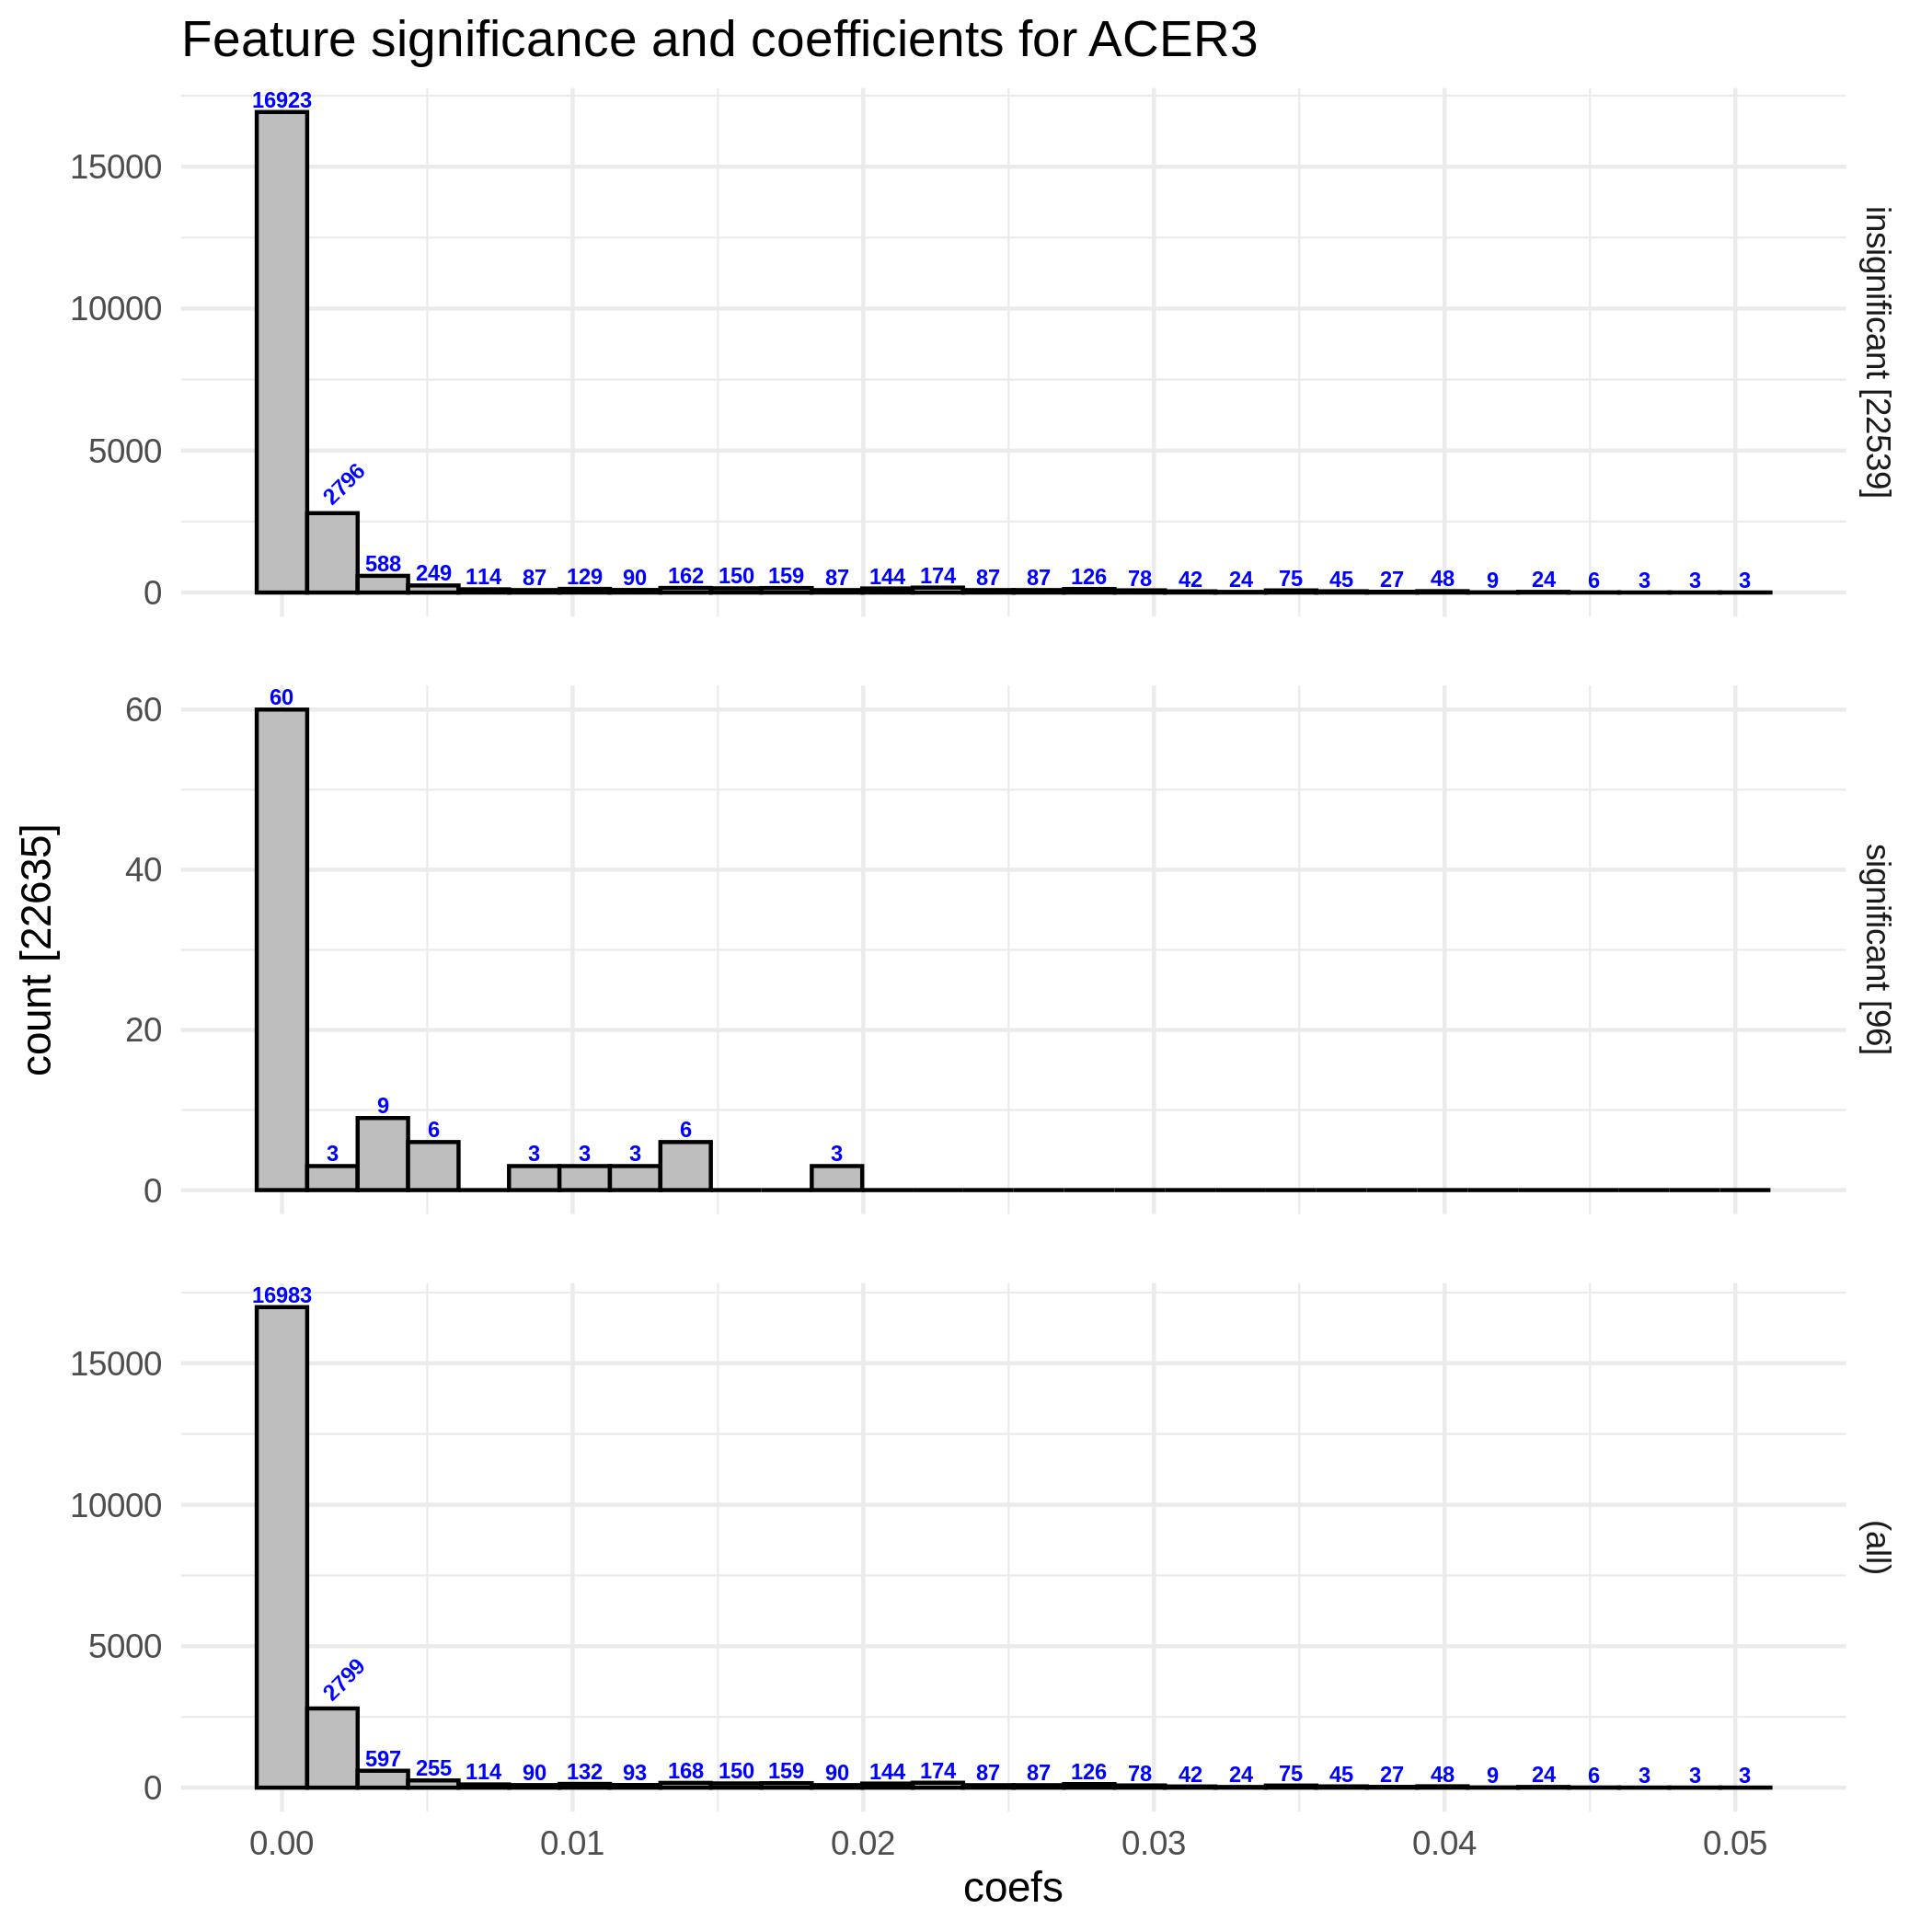 Feature significance and coefficients for ACER3
16923
15000
10000
5000
0
2796
588 249 114 87 129 90 162 150 159 87 144 174 87 87 126 78 42 24 75 45 27 48 9 24 6 3 3 3
insignificant [22539]
60
60
40
20
0
3 9 6 3 3 3 6 3
significant [96]
count [22635]
16983
15000
10000
5000
0
2799
597 255 114 90 132 93 168 150 159 90 144 174 87 87 126 78 42 24 75 45 27 48 9 24 6 3 3 3
(all)
0.00 0.01 0.02 0.03 0.04 0.05
coefs